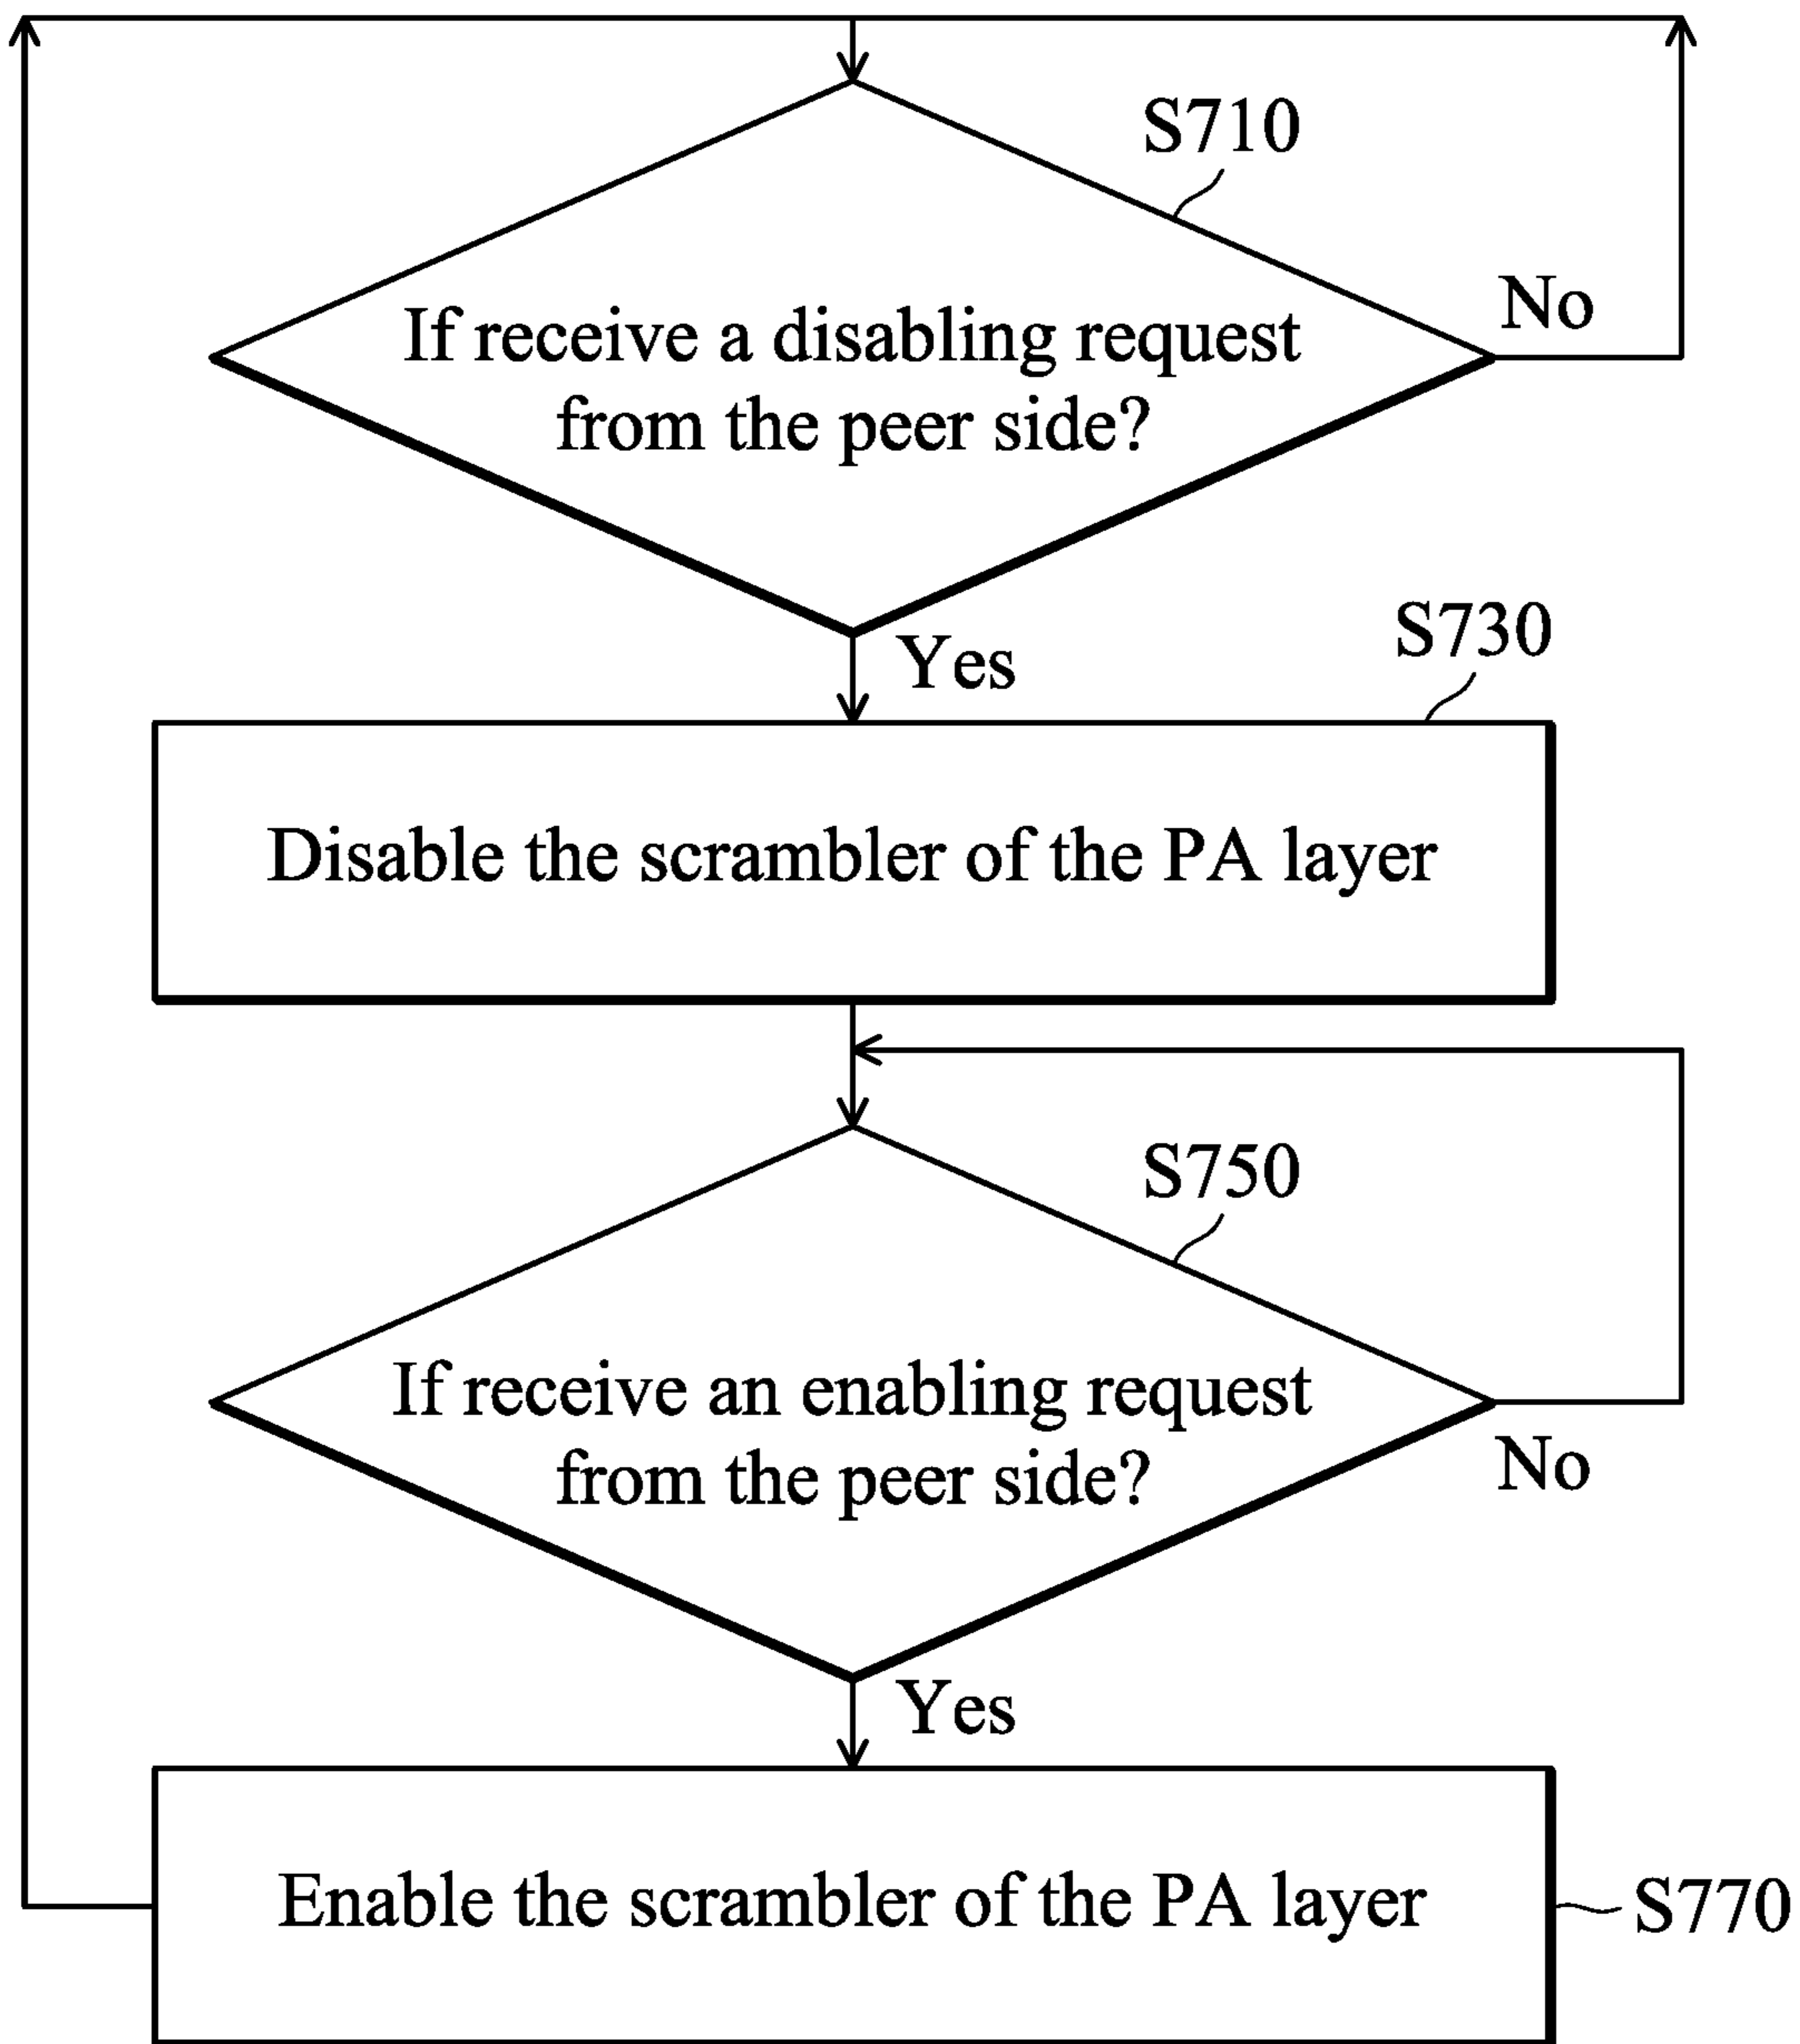 S710
No
If receive a disabling request
from the peer side?
Yes
S730
Disable the scrambler of the PA layer
S750
If receive an enabling request
from the peer side?
No
Yes
Enable the scrambler of the PA layer
S770